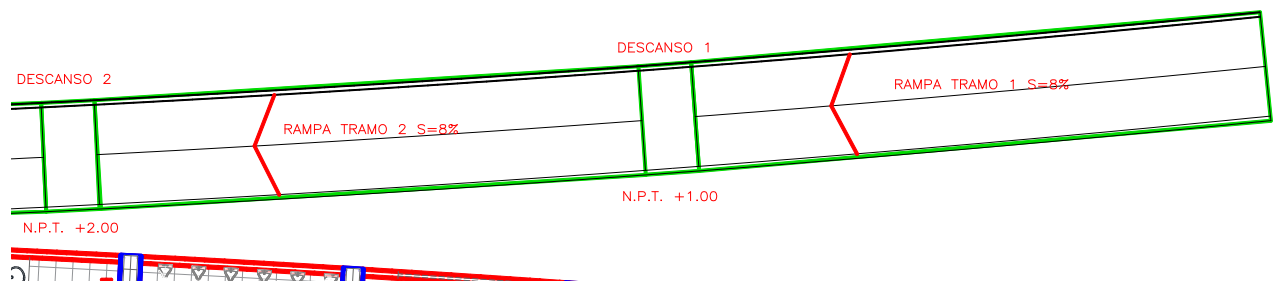 DESCANSO 1
DESCANSO 2
RAMPA TRAMO 1 S=8%
RAMPA TRAMO 2 S=8%
N.P.T. +1.00
N.P.T. +2.00